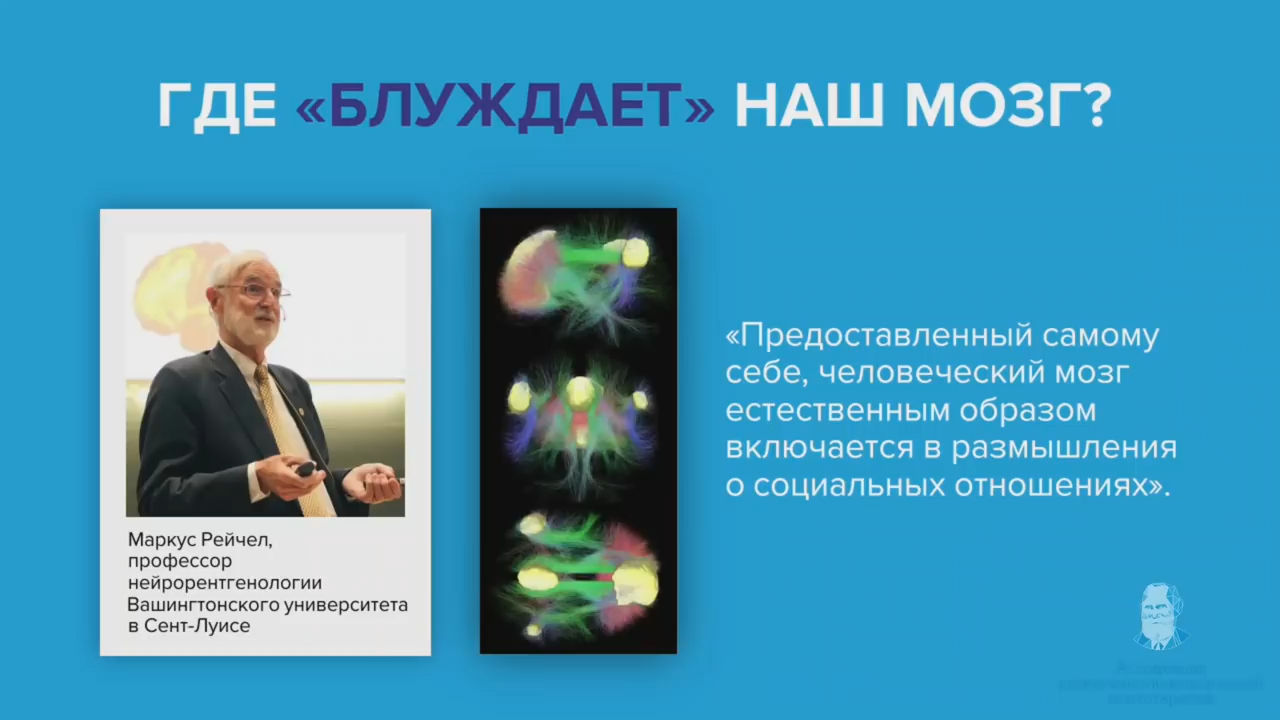 ГДЕ «БЛУЖДАЕТ» НАШ МОЗГ?
Маркус Рейчел,
профессор
нейрорентгенологии
Вашингтонского университета
в Сент-Луисе
«Предоставленный самому
себе, человеческий мозг
естественным образом
включается в размышления
о социальных отношениях».